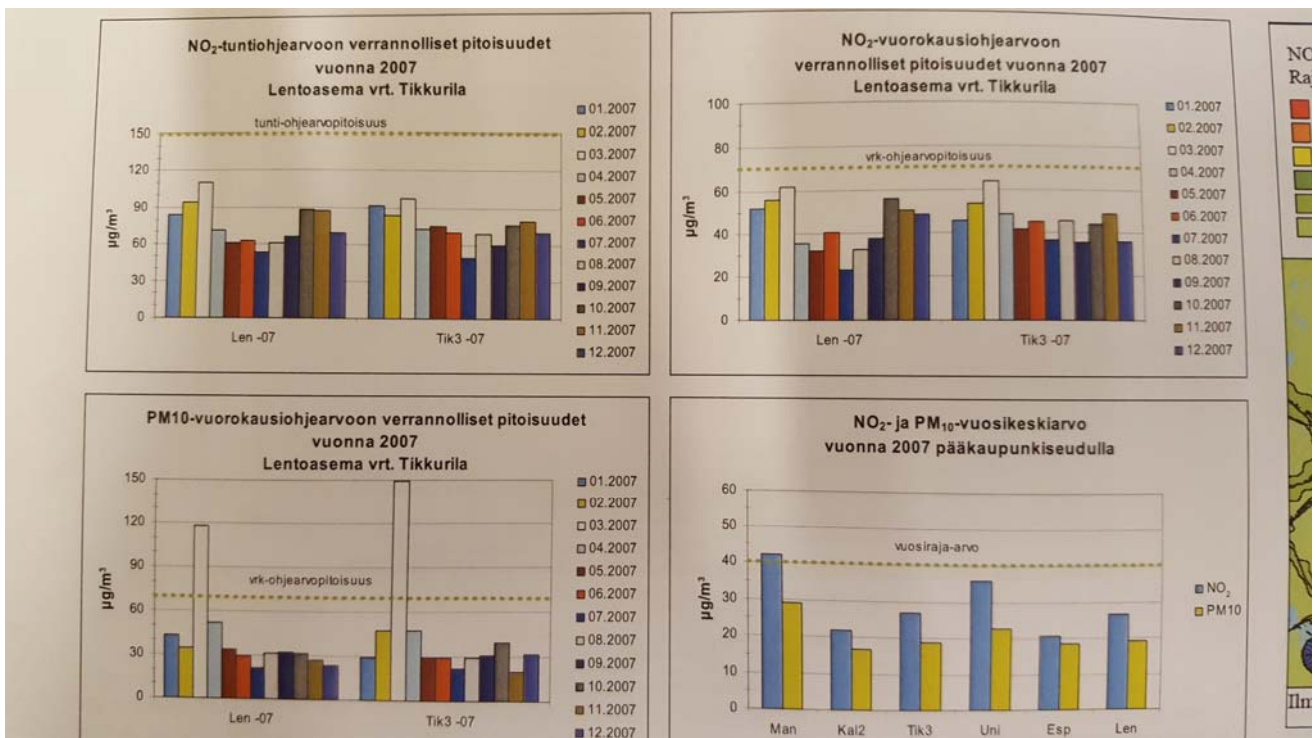 NO₂-tuntiohjearvoon verrannolliset pitoisuudet
vuonna 2007
Lentoasema vrt. Tikkurila
tunti-ohjearvopitoisuus
150
120
90
60
30
0
µg/m³
Len -07
Tik3 -07
01.2007
02.2007
03.2007
04.2007
05.2007
06.2007
07.2007
08.2007
09.2007
10.2007
11.2007
12.2007
NO₂-vuorokausiohjearvoon
verrannolliset pitoisuudet vuonna 2007
Lentoasema vrt. Tikkurila
vrk-ohjearvopitoisuus
100
80
60
40
20
0
µg/m³
Len -07
Tik3 -07
01.2007
02.2007
03.2007
04.2007
05.2007
06.2007
07.2007
08.2007
09.2007
10.2007
11.2007
12.2007
PM10-vuorokausiohjearvoon verrannolliset pitoisuudet
vuonna 2007
Lentoasema vrt. Tikkurila
vrk-ohjearvopitoisuus
150
120
90
60
30
0
µg/m³
Len -07
Tik3 -07
01.2007
02.2007
03.2007
04.2007
05.2007
06.2007
07.2007
08.2007
09.2007
10.2007
11.2007
12.2007
NO₂- ja PM₁₀-vuosikeskiarvo
vuonna 2007 pääkaupunkiseudulla
vuosiraja-arvo
60
50
40
30
20
10
0
µg/m³
Man
Kal2
Tik3
Uni
Esp
Len
NO₂
PM10